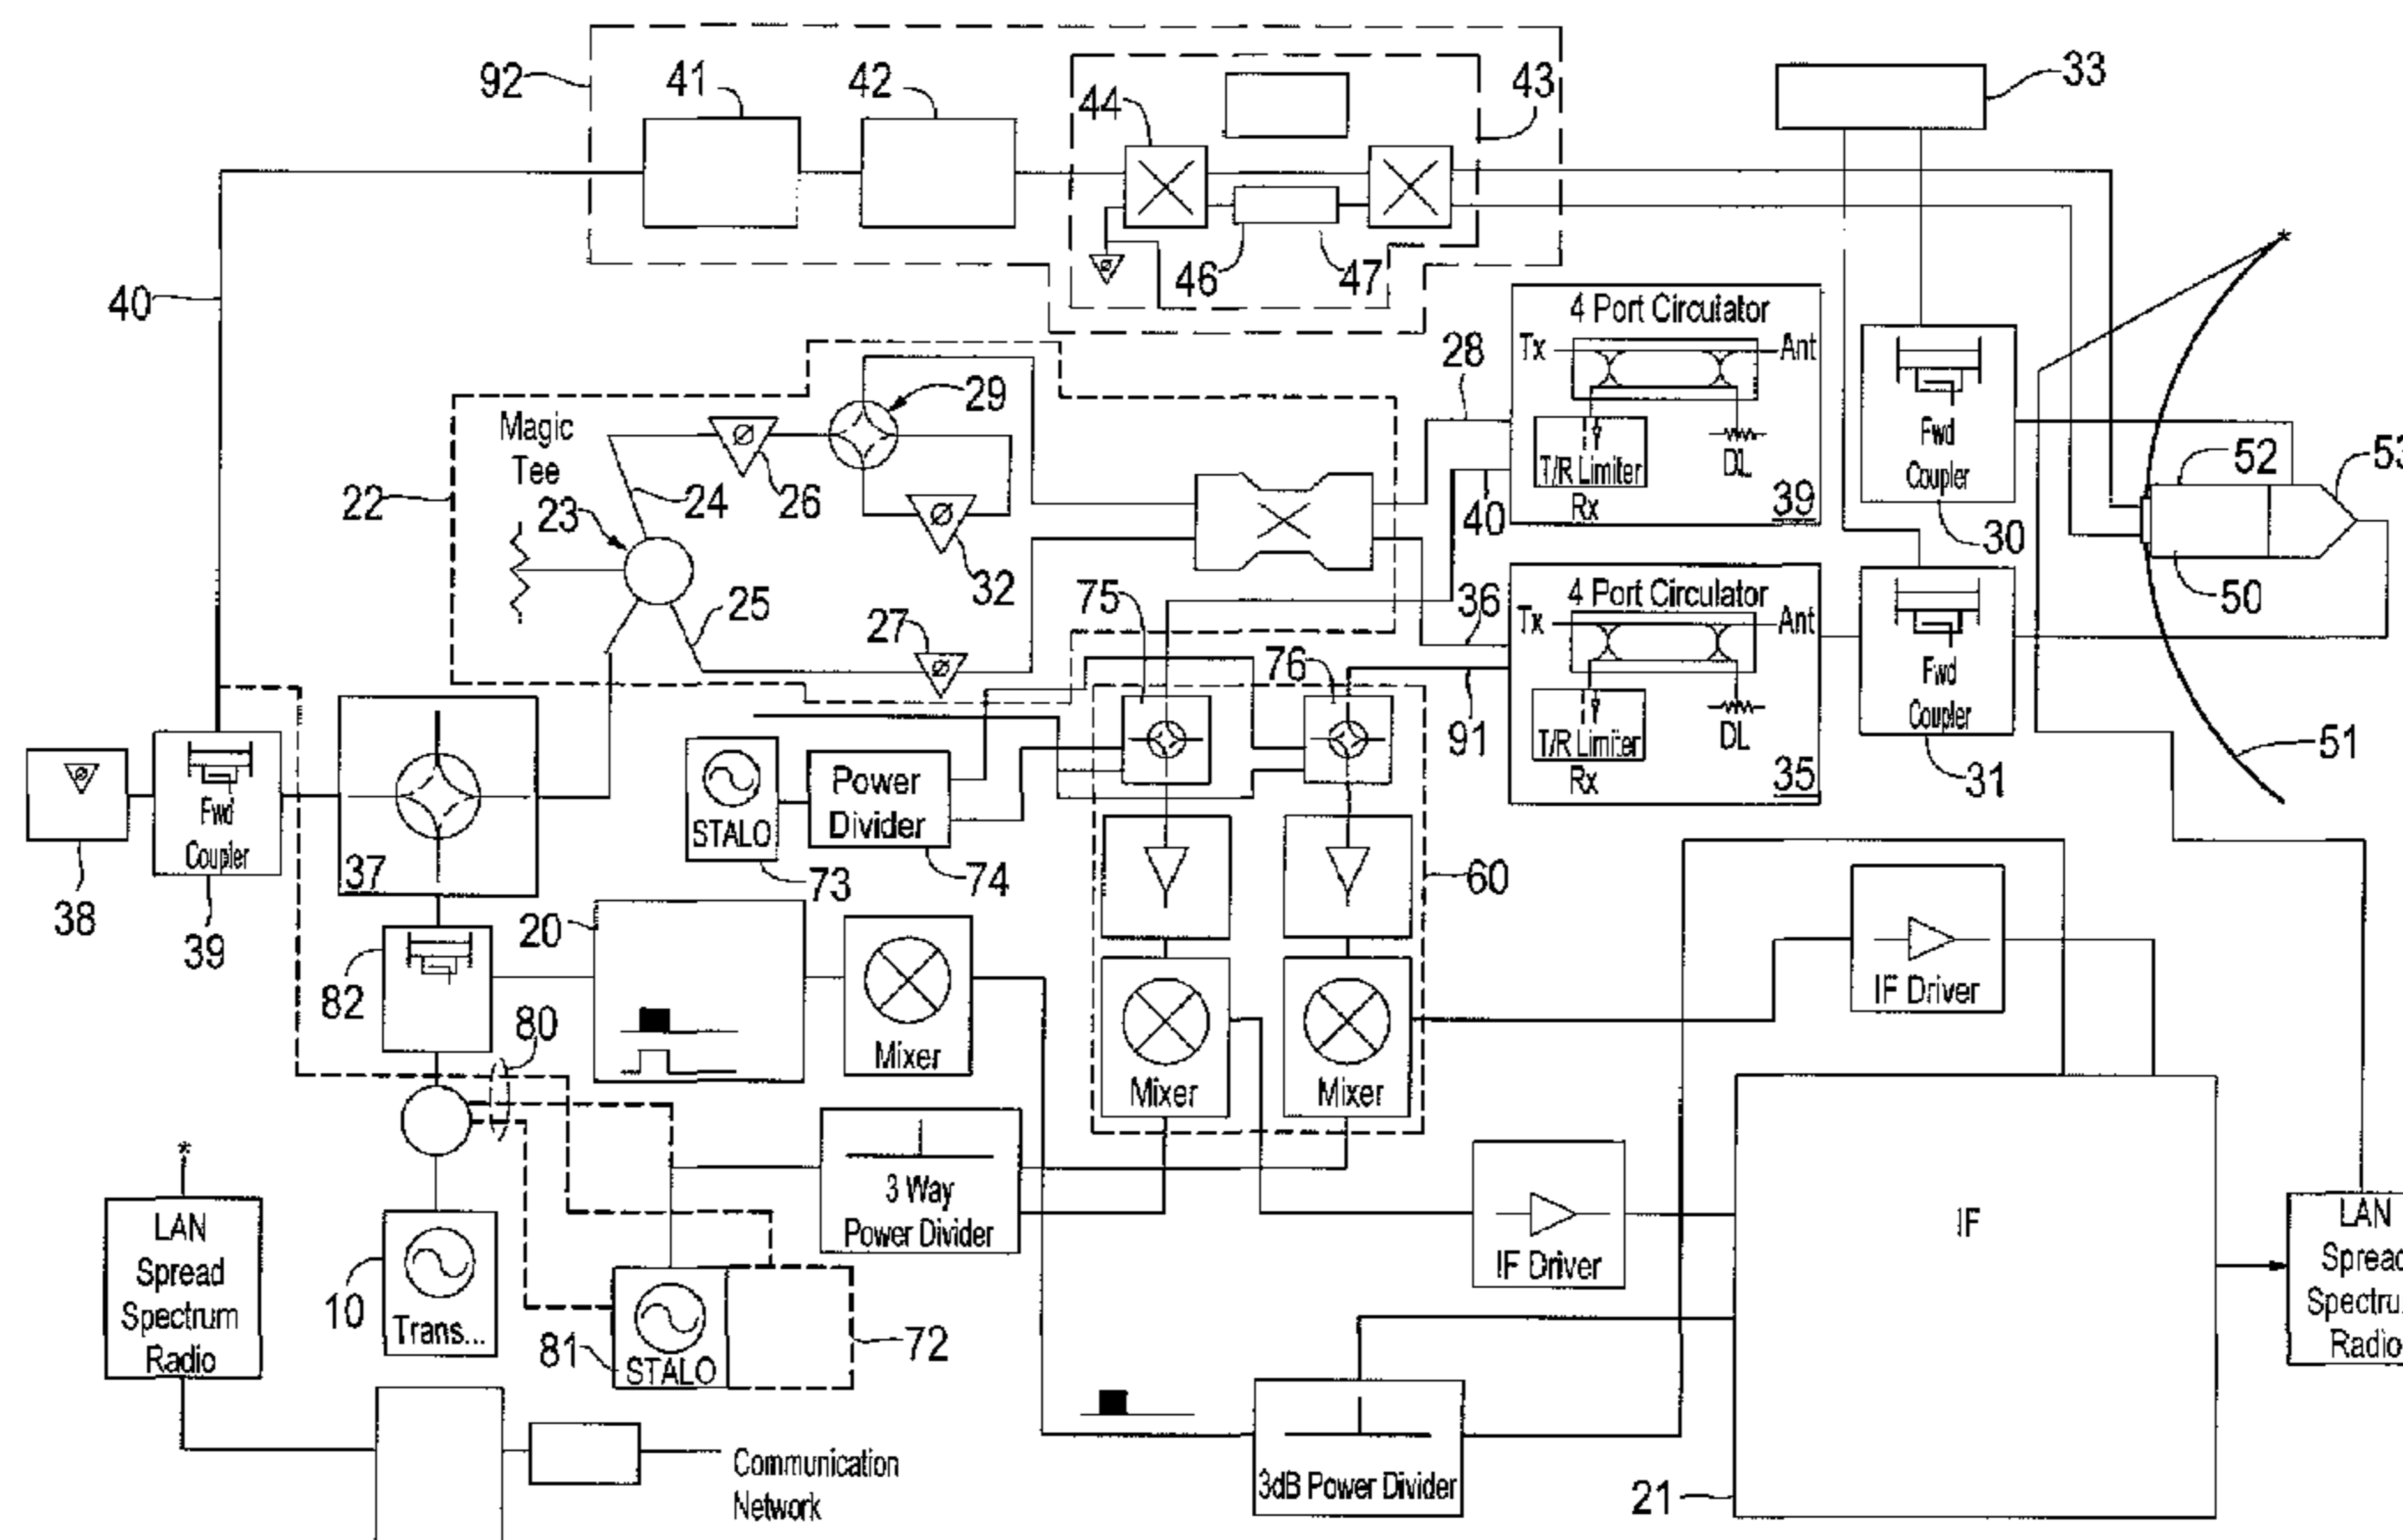 92
41
42
44
43
33
40
46
47
4 Port Circulator
Tx
Ant
28
T/R Limiter
DL
Rx
39
40
Fwd
Coupler
30
52
53
50
Magic
Tee
29
22
23
24
26
32
25
27
75
76
36
91
4 Port Circulator
Tx
Ant
T/R Limiter
DL
Rx
35
Fwd
Coupler
31
51
38
Fwd
Coupler
39
37
STALO
73
Power
Divider
74
60
82
20
80
Mixer
Mixer
Mixer
IF Driver
LAN
Spread
Spectrum
Radio
10
Trans...
81
STALO
72
3 Way
Power Divider
IF Driver
IF
21
3dB Power Divider
Communication
Network
LAN
Radio